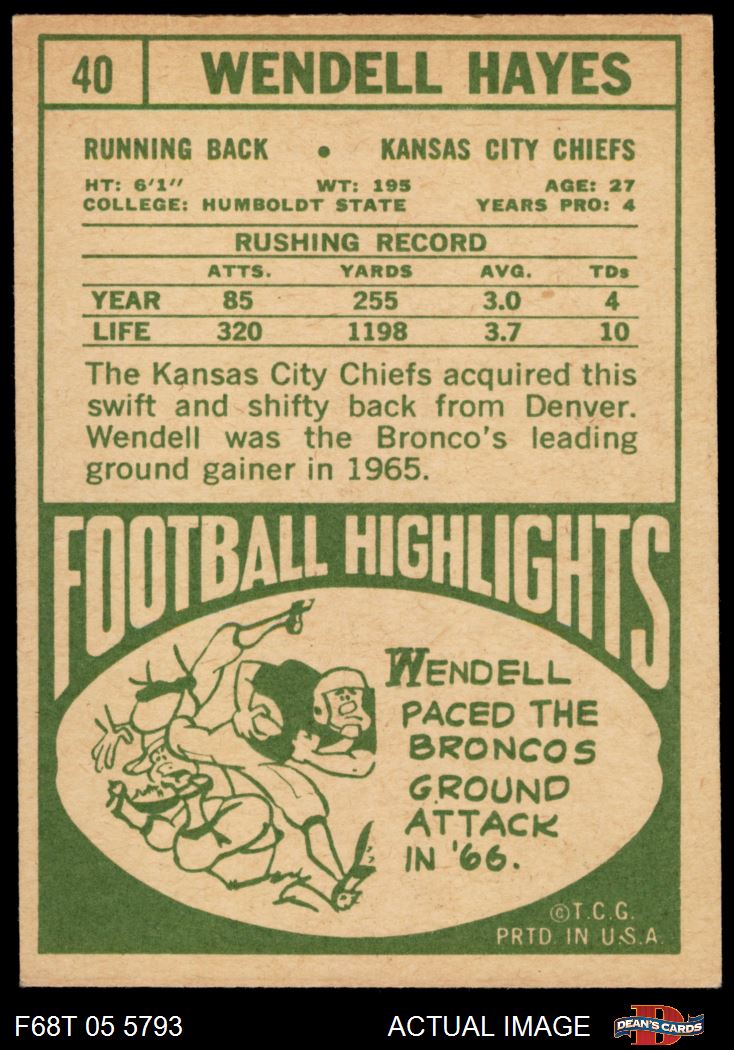 40 WENDELL HAYES
RUNNING BACK • KANSAS CITY CHIEFS
HT: 6'1" WT: 195 AGE: 27
COLLEGE: HUMBOLDT STATE YEARS PRO: 4
RUSHING RECORD
ATTS. YARDS AVG. TDs
YEAR 85 255 3.0 4
LIFE 320 1198 3.7 10
The Kansas City Chiefs acquired this
swift and shifty back from Denver.
Wendell was the Bronco's leading
ground gainer in 1965.
FOOTBALL HIGHLIGHTS
WENDELL
PACED THE
BRONCOS
GROUND
ATTACK
IN '66.
©T.C.G.
PRTD. IN U.S.A.
F68T 05 5793 ACTUAL IMAGE
D
DEAN'S CARDS